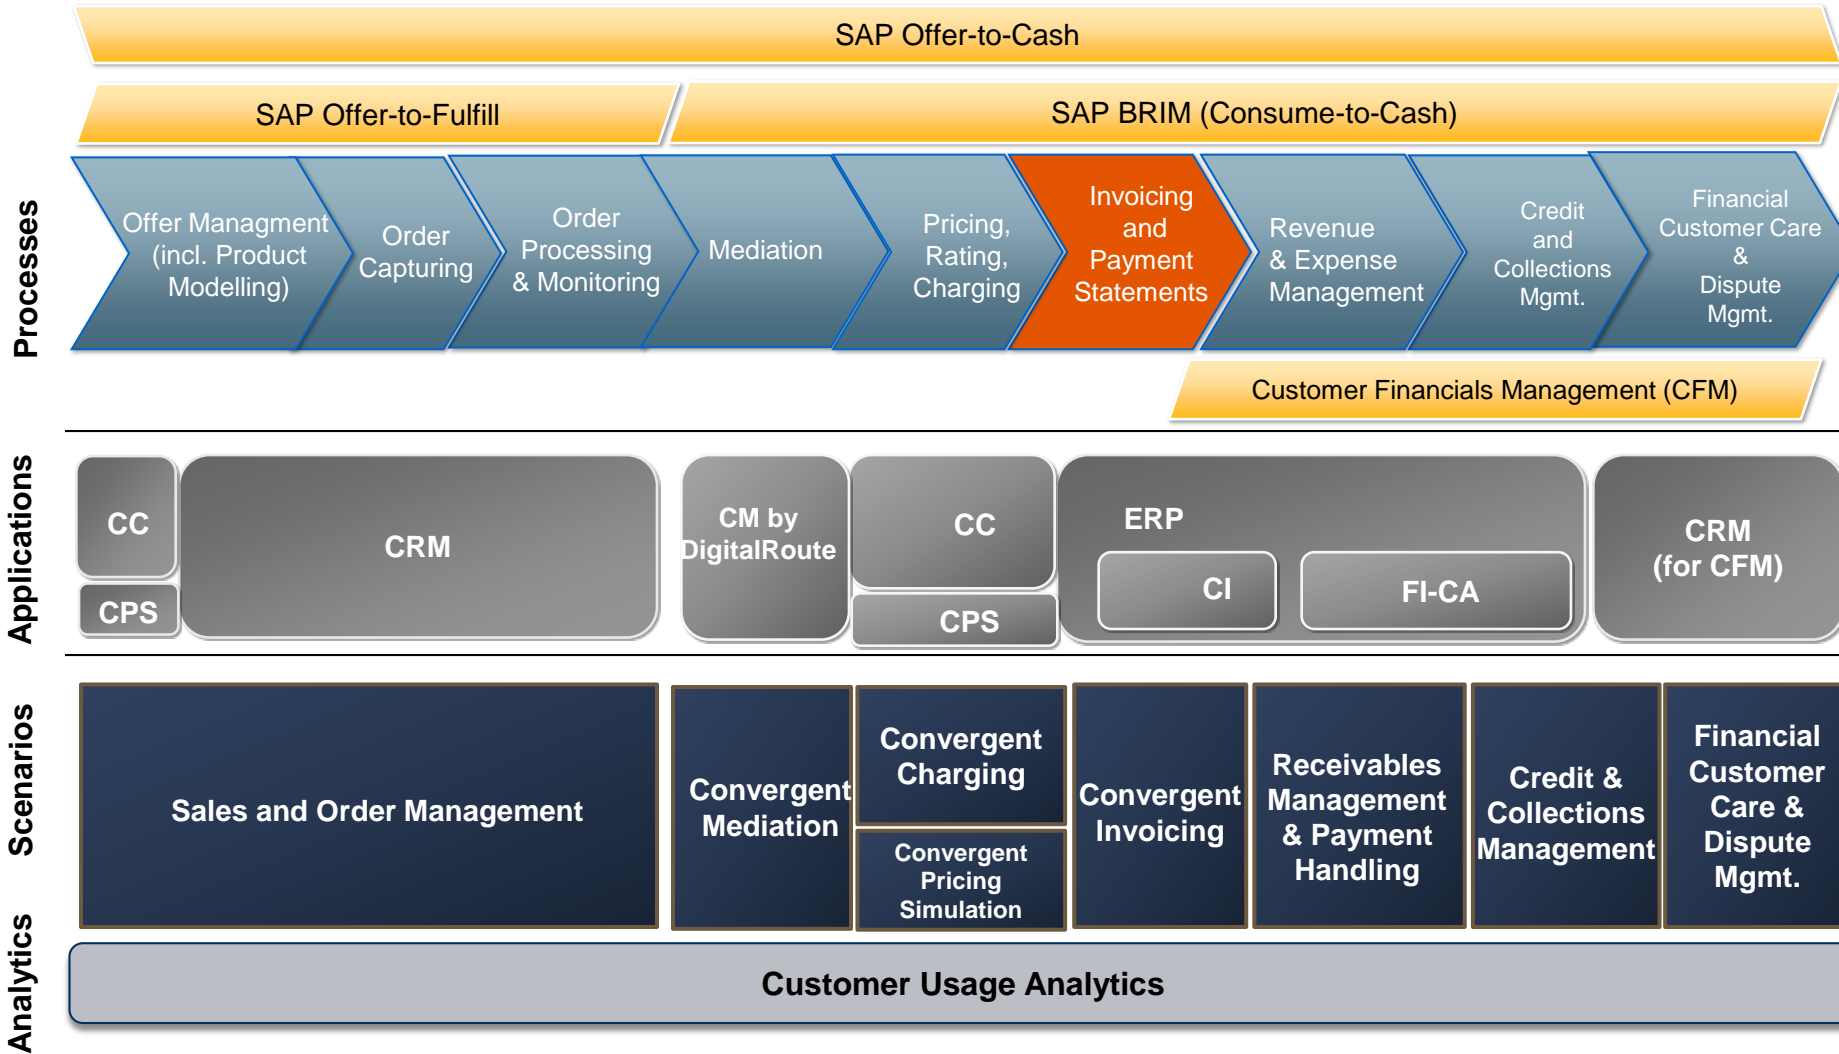 SAP Offer-to-Cash
SAP Offer-to-Fulfill
SAP BRIM (Consume-to-Cash)
Processes
Offer Managment
(incl. Product
Modelling)
Order
Capturing
Order
Processing
& Monitoring
Mediation
Pricing,
Rating,
Charging
Invoicing
and
Payment
Statements
Revenue
& Expense
Management
Credit
and
Collections
Mgmt.
Financial
Customer Care
&
Dispute
Mgmt.
Customer Financials Management (CFM)
Applications
CC
CPS
CRM
CM by
DigitalRoute
CC
CPS
ERP
CI
FI-CA
CRM
(for CFM)
Scenarios
Sales and Order Management
Convergent
Mediation
Convergent
Charging
Convergent
Pricing
Simulation
Convergent
Invoicing
Receivables
Management
& Payment
Handling
Credit &
Collections
Management
Financial
Customer
Care &
Dispute
Mgmt.
Analytics
Customer Usage Analytics